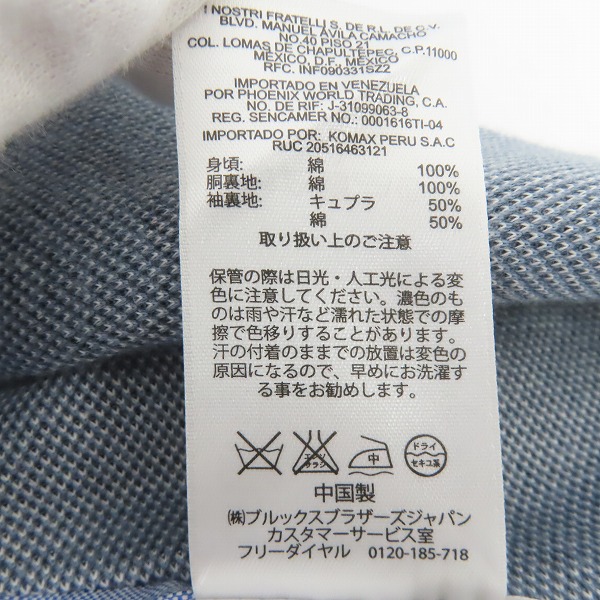 I NOSTRI FRATELLI S. DE R.L. DE C.V.
BLVD. MANUEL AVILA CAMACHO
NO.40 PISO 21
COL. LOMAS DE CHAPULTEPEC, C.P.11000
MEXICO, D.F., MEXICO
RFC. INF090331SZ2
IMPORTADO EN VENEZUELA
POR PHOENIX WORLD TRADING, C.A.
NO. DE RIF: J-31099063-8
REG. SENCAMER NO.: 0001616TI-04
IMPORTADO POR: KOMAX PERU S.A.C
RUC 20516463121
身頃: 綿 100%
胴裏地: 綿 100%
袖裏地: キュプラ 50%
綿 50%
取り扱い上のご注意
保管の際は日光・人工光による変
色に注意してください。濃色のも
のは雨や汗など濡れた状態での摩
擦で色移りすることがあります。
汗の付着のままでの放置は変色の
原因になるので、早めにお洗濯す
る事をお勧めします。
エンソ
サラシ
中
ドライ
セキユ系
中国製
㈱ブルックスブラザーズジャパン
カスタマーサービス室
フリーダイヤル 0120-185-718